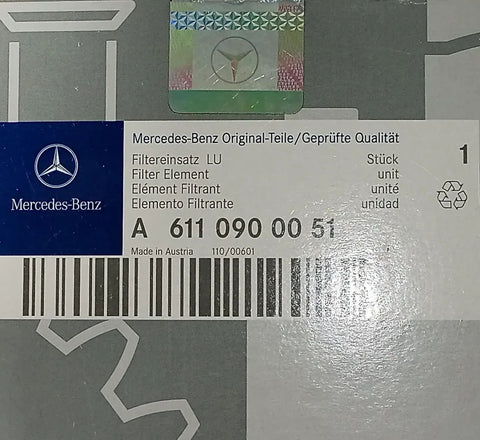 Mercedes-Benz Original-Teile/Geprüfte Qualität
Filtereinsatz LU Stück 1
Filter Element unit
Elément Filtrant unité
Elemento Filtrante unidad
Mercedes-Benz
A 611 090 00 51
Made in Austria 110/00601